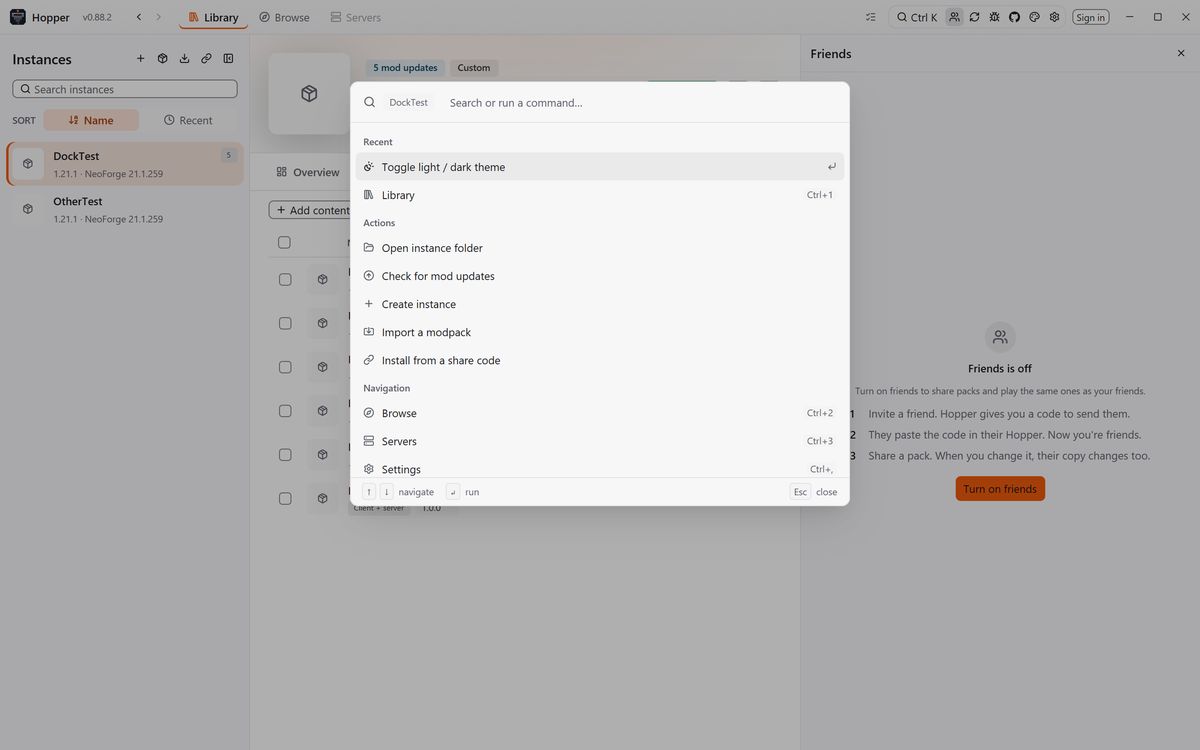 Hopper v0.88.2 Library Browse Servers Ctrl K Sign in
Instances
Search instances
SORT Name Recent
DockTest 5
1.21.1 · NeoForge 21.1.259
OtherTest
1.21.1 · NeoForge 21.1.259
5 mod updates Custom
Overview
Add content
DockTest Search or run a command...
Recent
Toggle light / dark theme
Library Ctrl+1
Actions
Open instance folder
Check for mod updates
Create instance
Import a modpack
Install from a share code
Navigation
Browse Ctrl+2
Servers Ctrl+3
Settings Ctrl+,
↑ ↓ navigate ↵ run Esc close
Client + server 1.0.0
Friends
Friends is off
Turn on friends to share packs and play the same ones as your friends.
1 Invite a friend. Hopper gives you a code to send them.
2 They paste the code in their Hopper. Now you're friends.
3 Share a pack. When you change it, their copy changes too.
Turn on friends